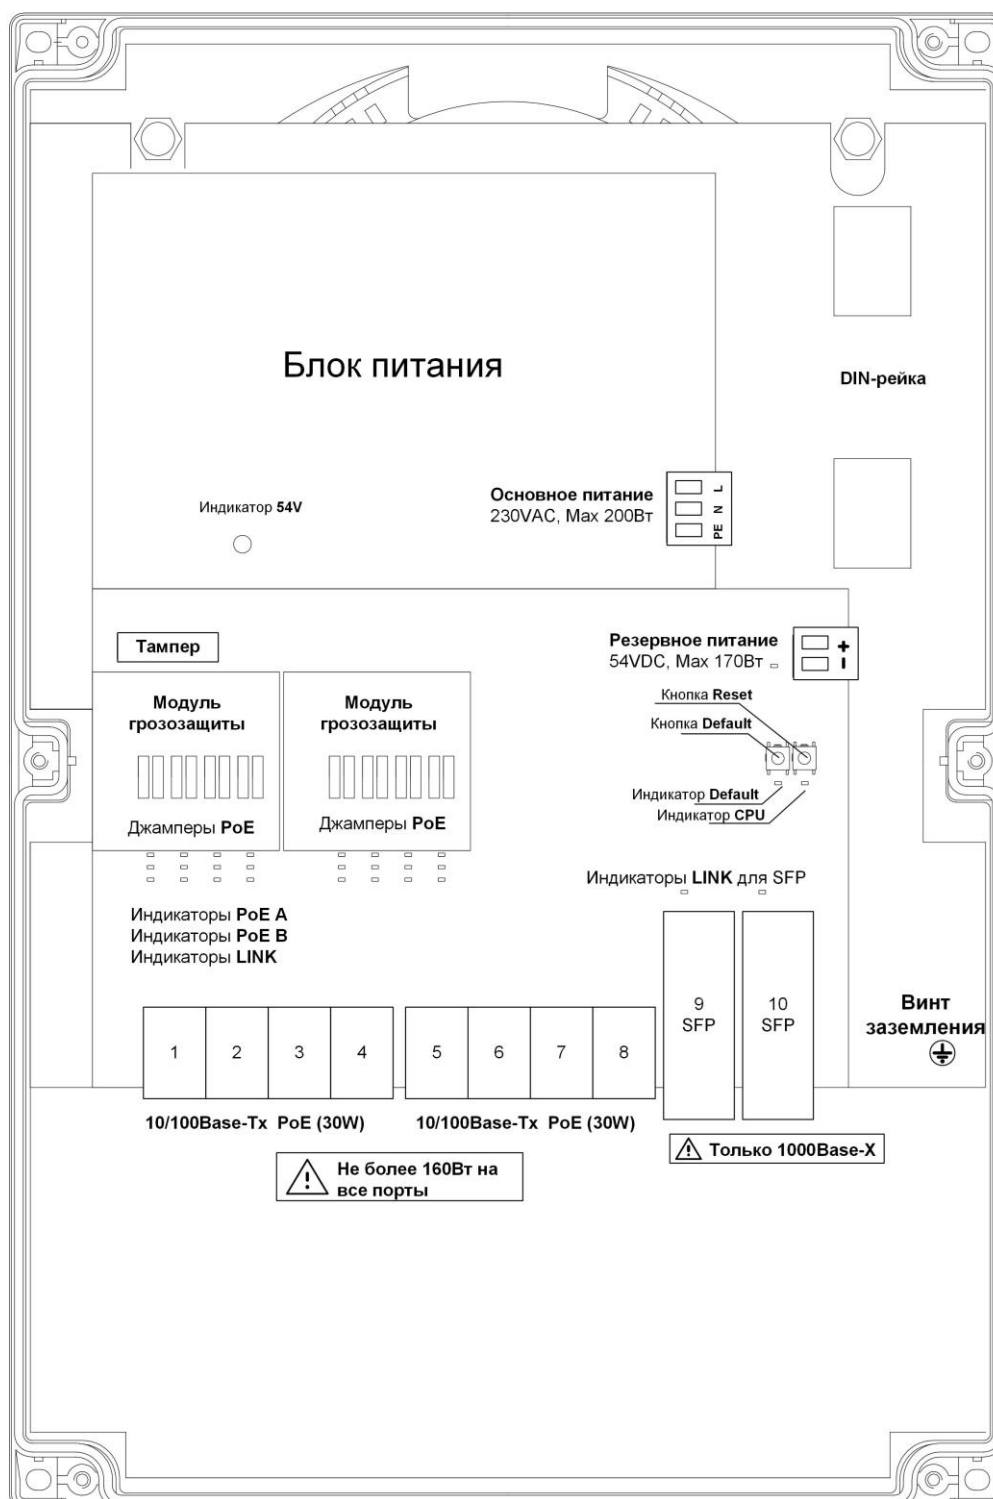 Блок питания
DIN-рейка
Основное питание
230VAC, Max 200Вт
L
N
PE
Индикатор 54V
Тампер
Резервное питание
54VDC, Max 170Вт
+
–
Модуль
грозозащиты
Модуль
грозозащиты
Кнопка Reset
Кнопка Default
Индикатор Default
Индикатор CPU
Джамперы PoE
Джамперы PoE
Индикаторы LINK для SFP
Индикаторы PoE A
Индикаторы PoE B
Индикаторы LINK
9
SFP
10
SFP
Винт
заземления
1
2
3
4
5
6
7
8
10/100Base-Tx PoE (30W)
10/100Base-Tx PoE (30W)
Только 1000Base-X
Не более 160Вт на
все порты